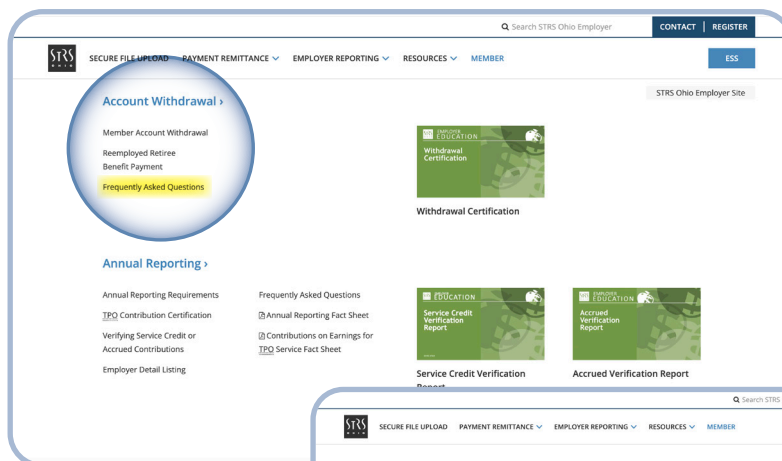 Search STRS Ohio Employer
CONTACT | REGISTER
STRS OHIO
SECURE FILE UPLOAD PAYMENT REMITTANCE EMPLOYER REPORTING RESOURCES MEMBER
ESS
STRS Ohio Employer Site
Account Withdrawal ›
Member Account Withdrawal
Reemployed Retiree
Benefit Payment
Frequently Asked Questions
EMPLOYER
EDUCATION
Withdrawal
Certification
Withdrawal Certification
Annual Reporting ›
Annual Reporting Requirements
TPO Contribution Certification
Verifying Service Credit or
Accrued Contributions
Employer Detail Listing
Frequently Asked Questions
Annual Reporting Fact Sheet
Contributions on Earnings for
TPO Service Fact Sheet
EMPLOYER
EDUCATION
Service Credit
Verification
Report
Service Credit Verification
Report
EMPLOYER
EDUCATION
Accrued
Verification
Report
Accrued Verification Report
Search STRS
STRS OHIO
SECURE FILE UPLOAD PAYMENT REMITTANCE EMPLOYER REPORTING RESOURCES MEMBER